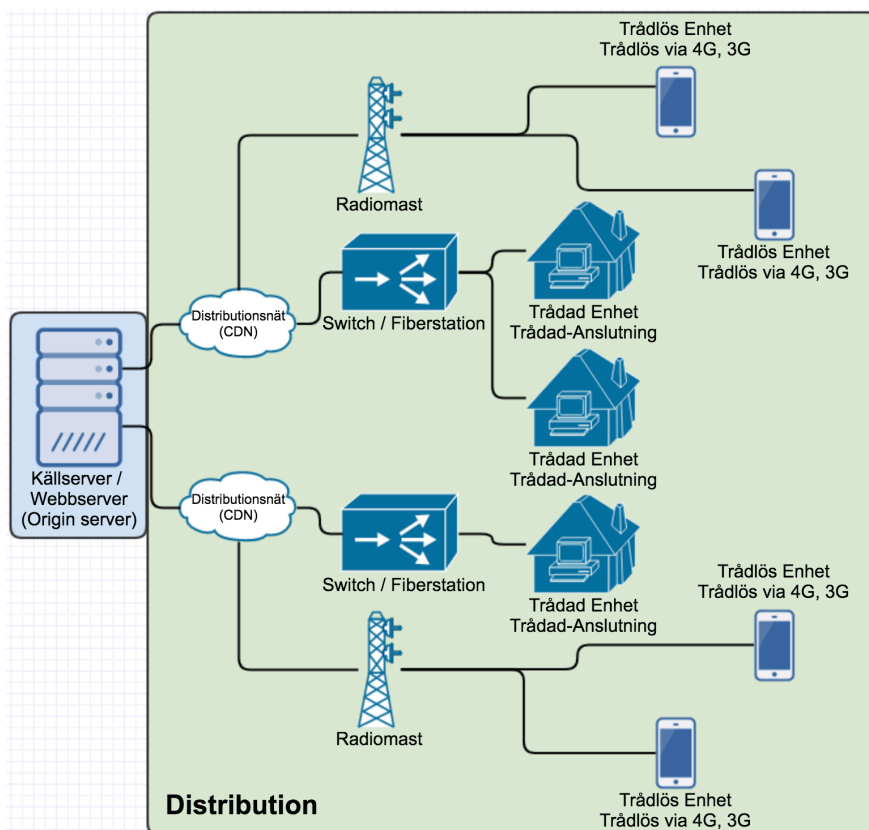 Trådlös Enhet
Trådlös via 4G, 3G
Radiomast
Trådlös Enhet
Trådlös via 4G, 3G
Distributionsnät
(CDN)
Switch / Fiberstation
Trådad Enhet
Trådad-Anslutning
Trådad Enhet
Trådad-Anslutning
Källserver /
Webbserver
(Origin server)
Distributionsnät
(CDN)
Switch / Fiberstation
Trådad Enhet
Trådad-Anslutning
Trådlös Enhet
Trådlös via 4G, 3G
Radiomast
Trådlös Enhet
Trådlös via 4G, 3G
Distribution